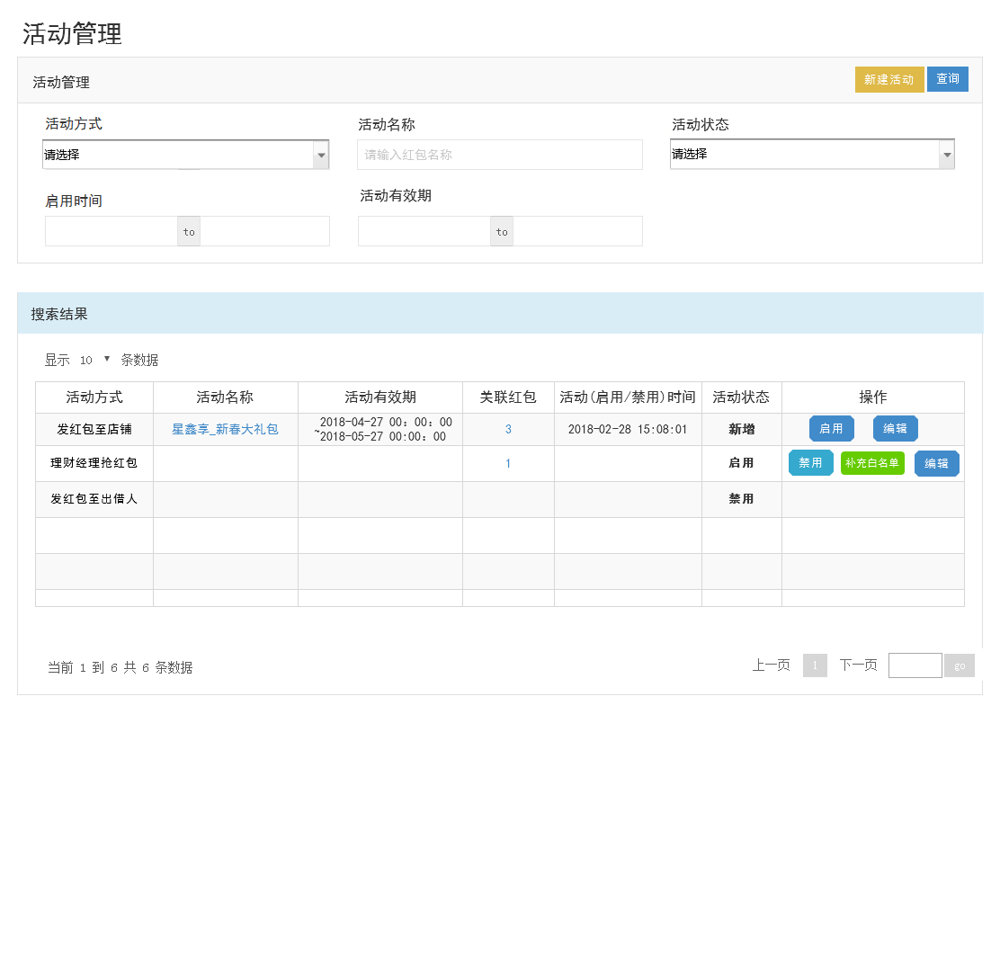 活动管理
活动管理 新建活动 查询
活动方式 活动名称 活动状态
请选择 请输入红包名称 请选择
启用时间 活动有效期
to to
搜索结果
显示 10 ▼ 条数据
活动方式 活动名称 活动有效期 关联红包 活动(启用/禁用)时间 活动状态 操作
发红包至店铺 星鑫享_新春大礼包 2018-04-27 00：00：00 3 2018-02-28 15:08:01 新增 启用 编辑
~2018-05-27 00:00：00
理财经理抢红包 1 启用 禁用 补充白名单 编辑
发红包至出借人 禁用
当前 1 到 6 共 6 条数据 上一页 1 下一页 go